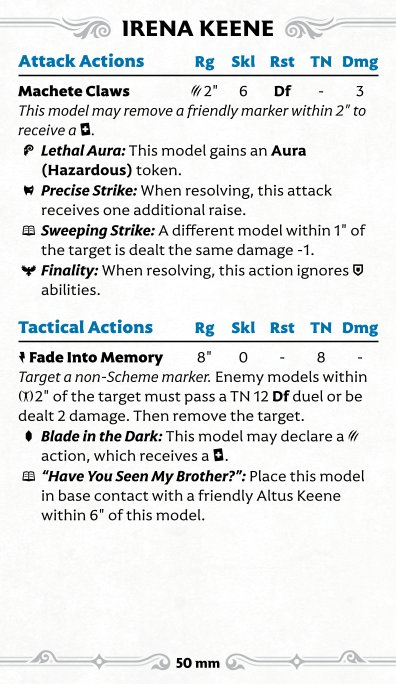 IRENA KEENE
Attack Actions Rg Skl Rst TN Dmg
Machete Claws 2" 6 Df - 3
This model may remove a friendly marker within 2" to
receive a .
Lethal Aura: This model gains an Aura
(Hazardous) token.
Precise Strike: When resolving, this attack
receives one additional raise.
Sweeping Strike: A different model within 1" of
the target is dealt the same damage -1.
Finality: When resolving, this action ignores
abilities.
Tactical Actions Rg Skl Rst TN Dmg
Fade Into Memory 8" 0 - 8 -
Target a non-Scheme marker. Enemy models within
2" of the target must pass a TN 12 Df duel or be
dealt 2 damage. Then remove the target.
Blade in the Dark: This model may declare a
action, which receives a .
“Have You Seen My Brother?”: Place this model
in base contact with a friendly Altus Keene
within 6" of this model.
50 mm